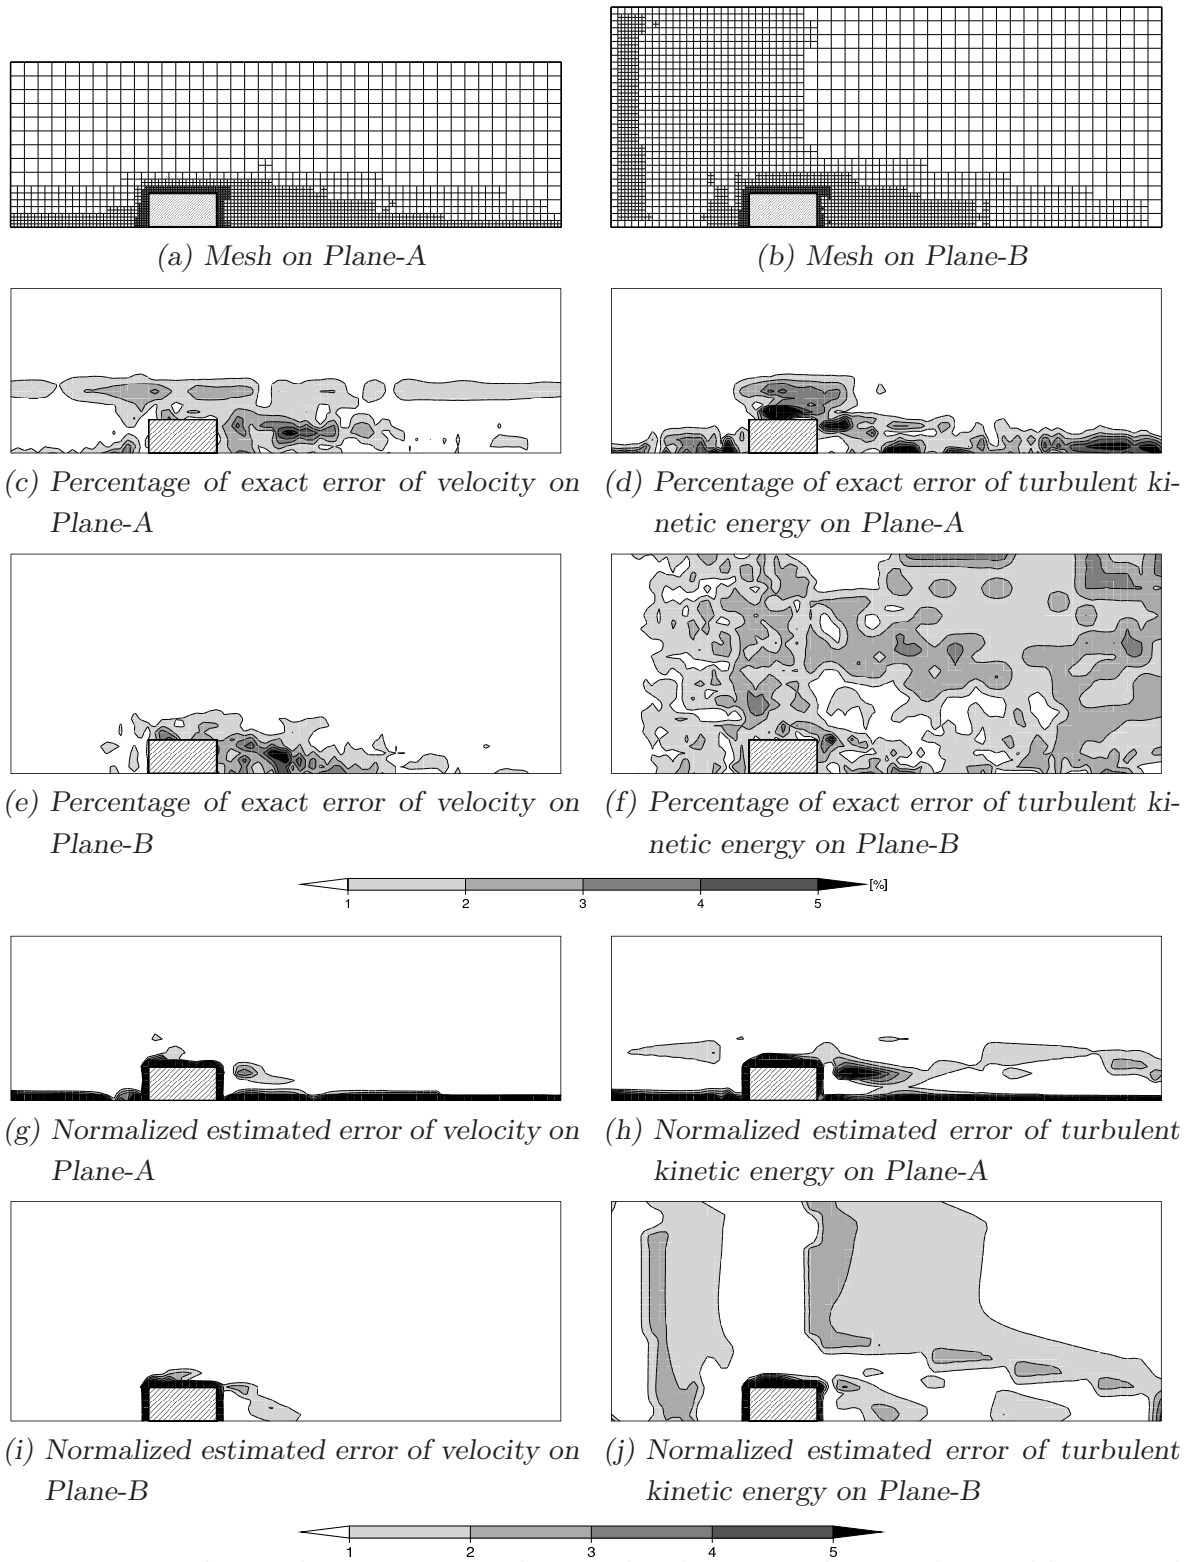 (a) Mesh on Plane-A
(b) Mesh on Plane-B
(c) Percentage of exact error of velocity on
Plane-A
(d) Percentage of exact error of turbulent ki-
netic energy on Plane-A
(e) Percentage of exact error of velocity on
Plane-B
(f) Percentage of exact error of turbulent ki-
netic energy on Plane-B
[%]
1 2 3 4 5
(g) Normalized estimated error of velocity on
Plane-A
(h) Normalized estimated error of turbulent
kinetic energy on Plane-A
(i) Normalized estimated error of velocity on
Plane-B
(j) Normalized estimated error of turbulent
kinetic energy on Plane-B
1 2 3 4 5